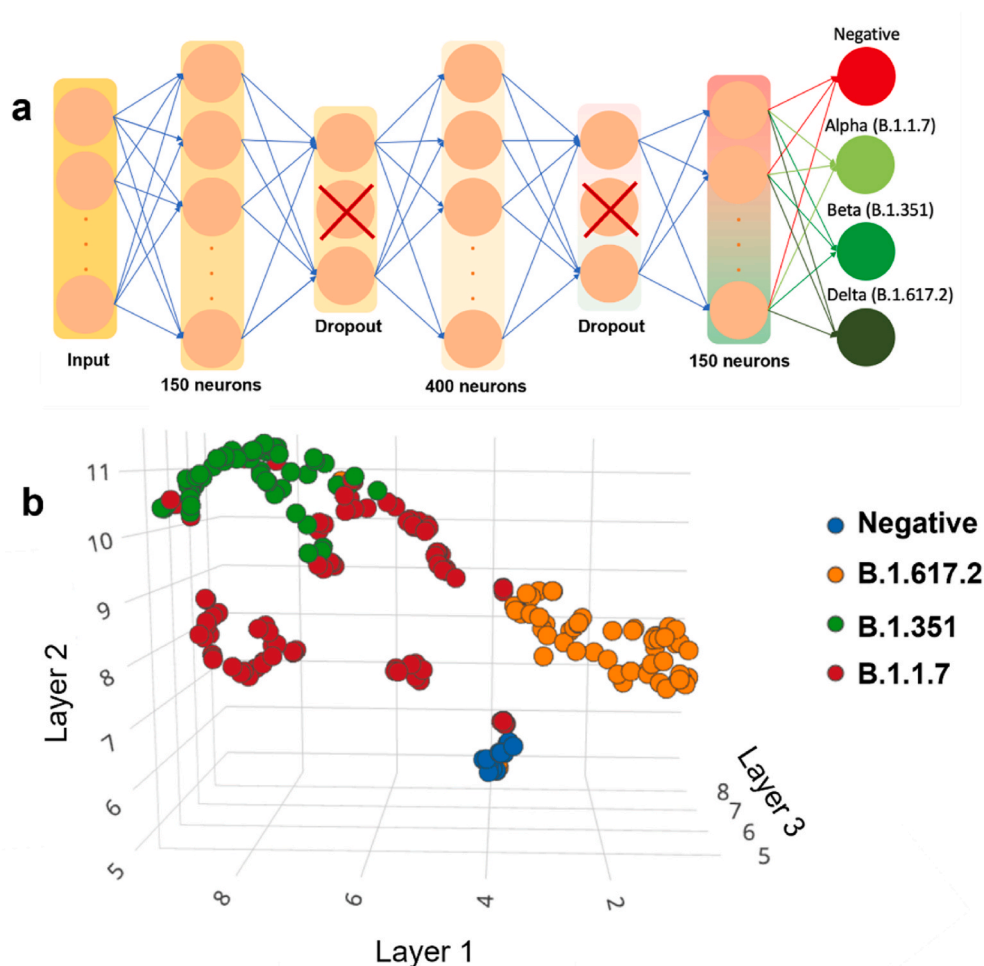 a
Negative
Alpha (B.1.1.7)
Beta (B.1.351)
Delta (B.1.617.2)
Input
150 neurons
Dropout
400 neurons
Dropout
150 neurons
b
11
10
9
8
7
6
5
Layer 2
8
6
4
2
Layer 1
8
7
6
5
Layer 3
Negative
B.1.617.2
B.1.351
B.1.1.7